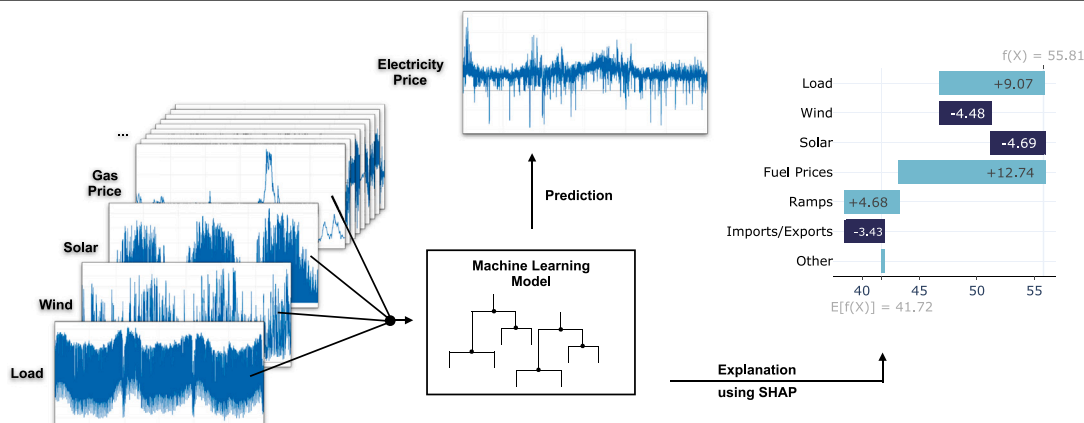 Electricity
Price
...
Gas
Price
Solar
Wind
Load
Prediction
Machine Learning
Model
Explanation
using SHAP
f(X) = 55.81
Load
+9.07
Wind
-4.48
Solar
-4.69
Fuel Prices
+12.74
Ramps
+4.68
Imports/Exports
-3.43
Other
40
45
50
55
E[f(X)] = 41.72